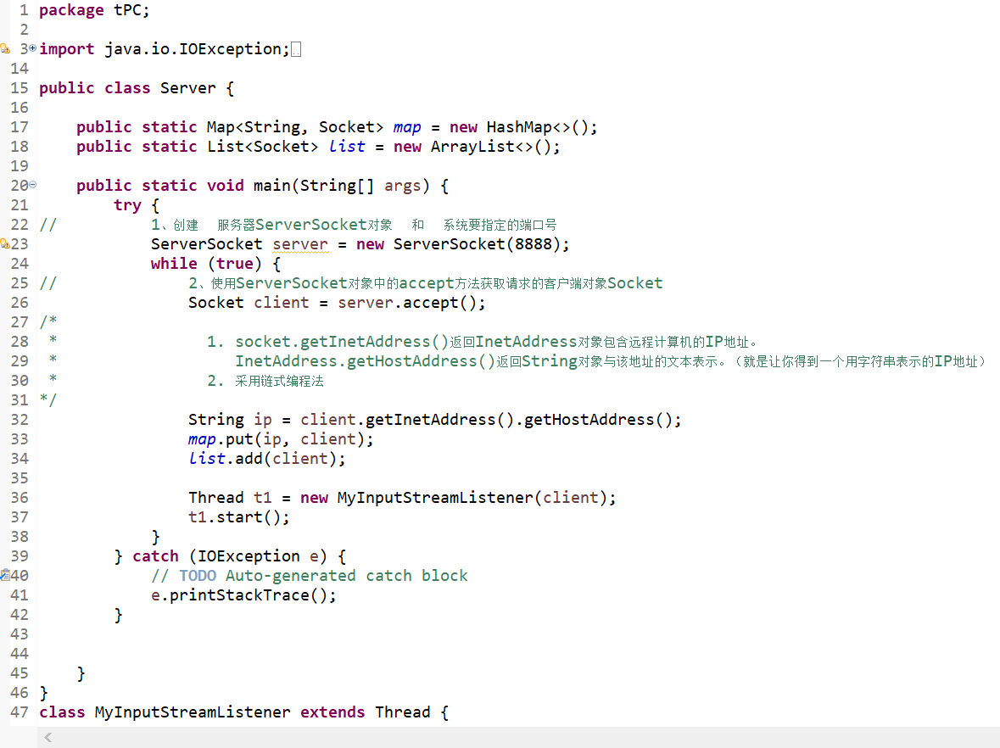 1 package tPC;
2
3 import java.io.IOException;
14
15 public class Server {
16
17     public static Map<String, Socket> map = new HashMap<>();
18     public static List<Socket> list = new ArrayList<>();
19
20     public static void main(String[] args) {
21         try {
22 //          1、创建  服务器ServerSocket对象  和  系统要指定的端口号
23             ServerSocket server = new ServerSocket(8888);
24             while (true) {
25 //              2、使用ServerSocket对象中的accept方法获取请求的客户端对象Socket
26                 Socket client = server.accept();
27 /*
28  *                1. socket.getInetAddress()返回InetAddress对象包含远程计算机的IP地址。
29  *                   InetAddress.getHostAddress()返回String对象与该地址的文本表示。（就是让你得到一个用字符串表示的IP地址）
30  *                2. 采用链式编程法
31 */
32                 String ip = client.getInetAddress().getHostAddress();
33                 map.put(ip, client);
34                 list.add(client);
35
36                 Thread t1 = new MyInputStreamListener(client);
37                 t1.start();
38             }
39         } catch (IOException e) {
40             // TODO Auto-generated catch block
41             e.printStackTrace();
42         }
43
44
45     }
46 }
47 class MyInputStreamListener extends Thread {